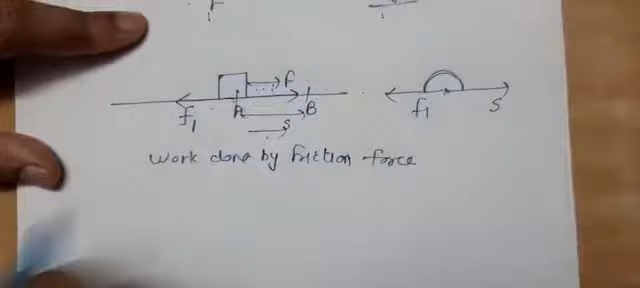 F
f1 A S B
f1 S
Work done by friction force